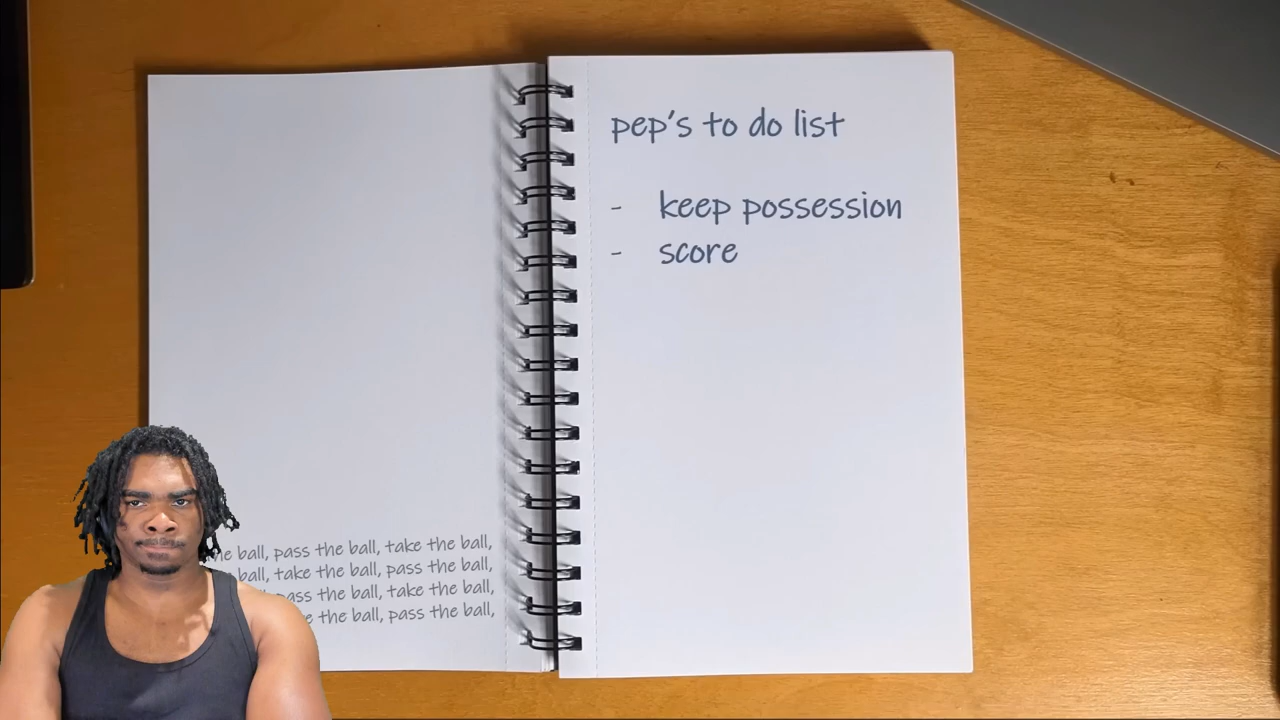 he ball, pass the ball, take the ball,
ball, take the ball, pass the ball,
pass the ball, take the ball,
e the ball, pass the ball,
pep's to do list
- keep possession
- score